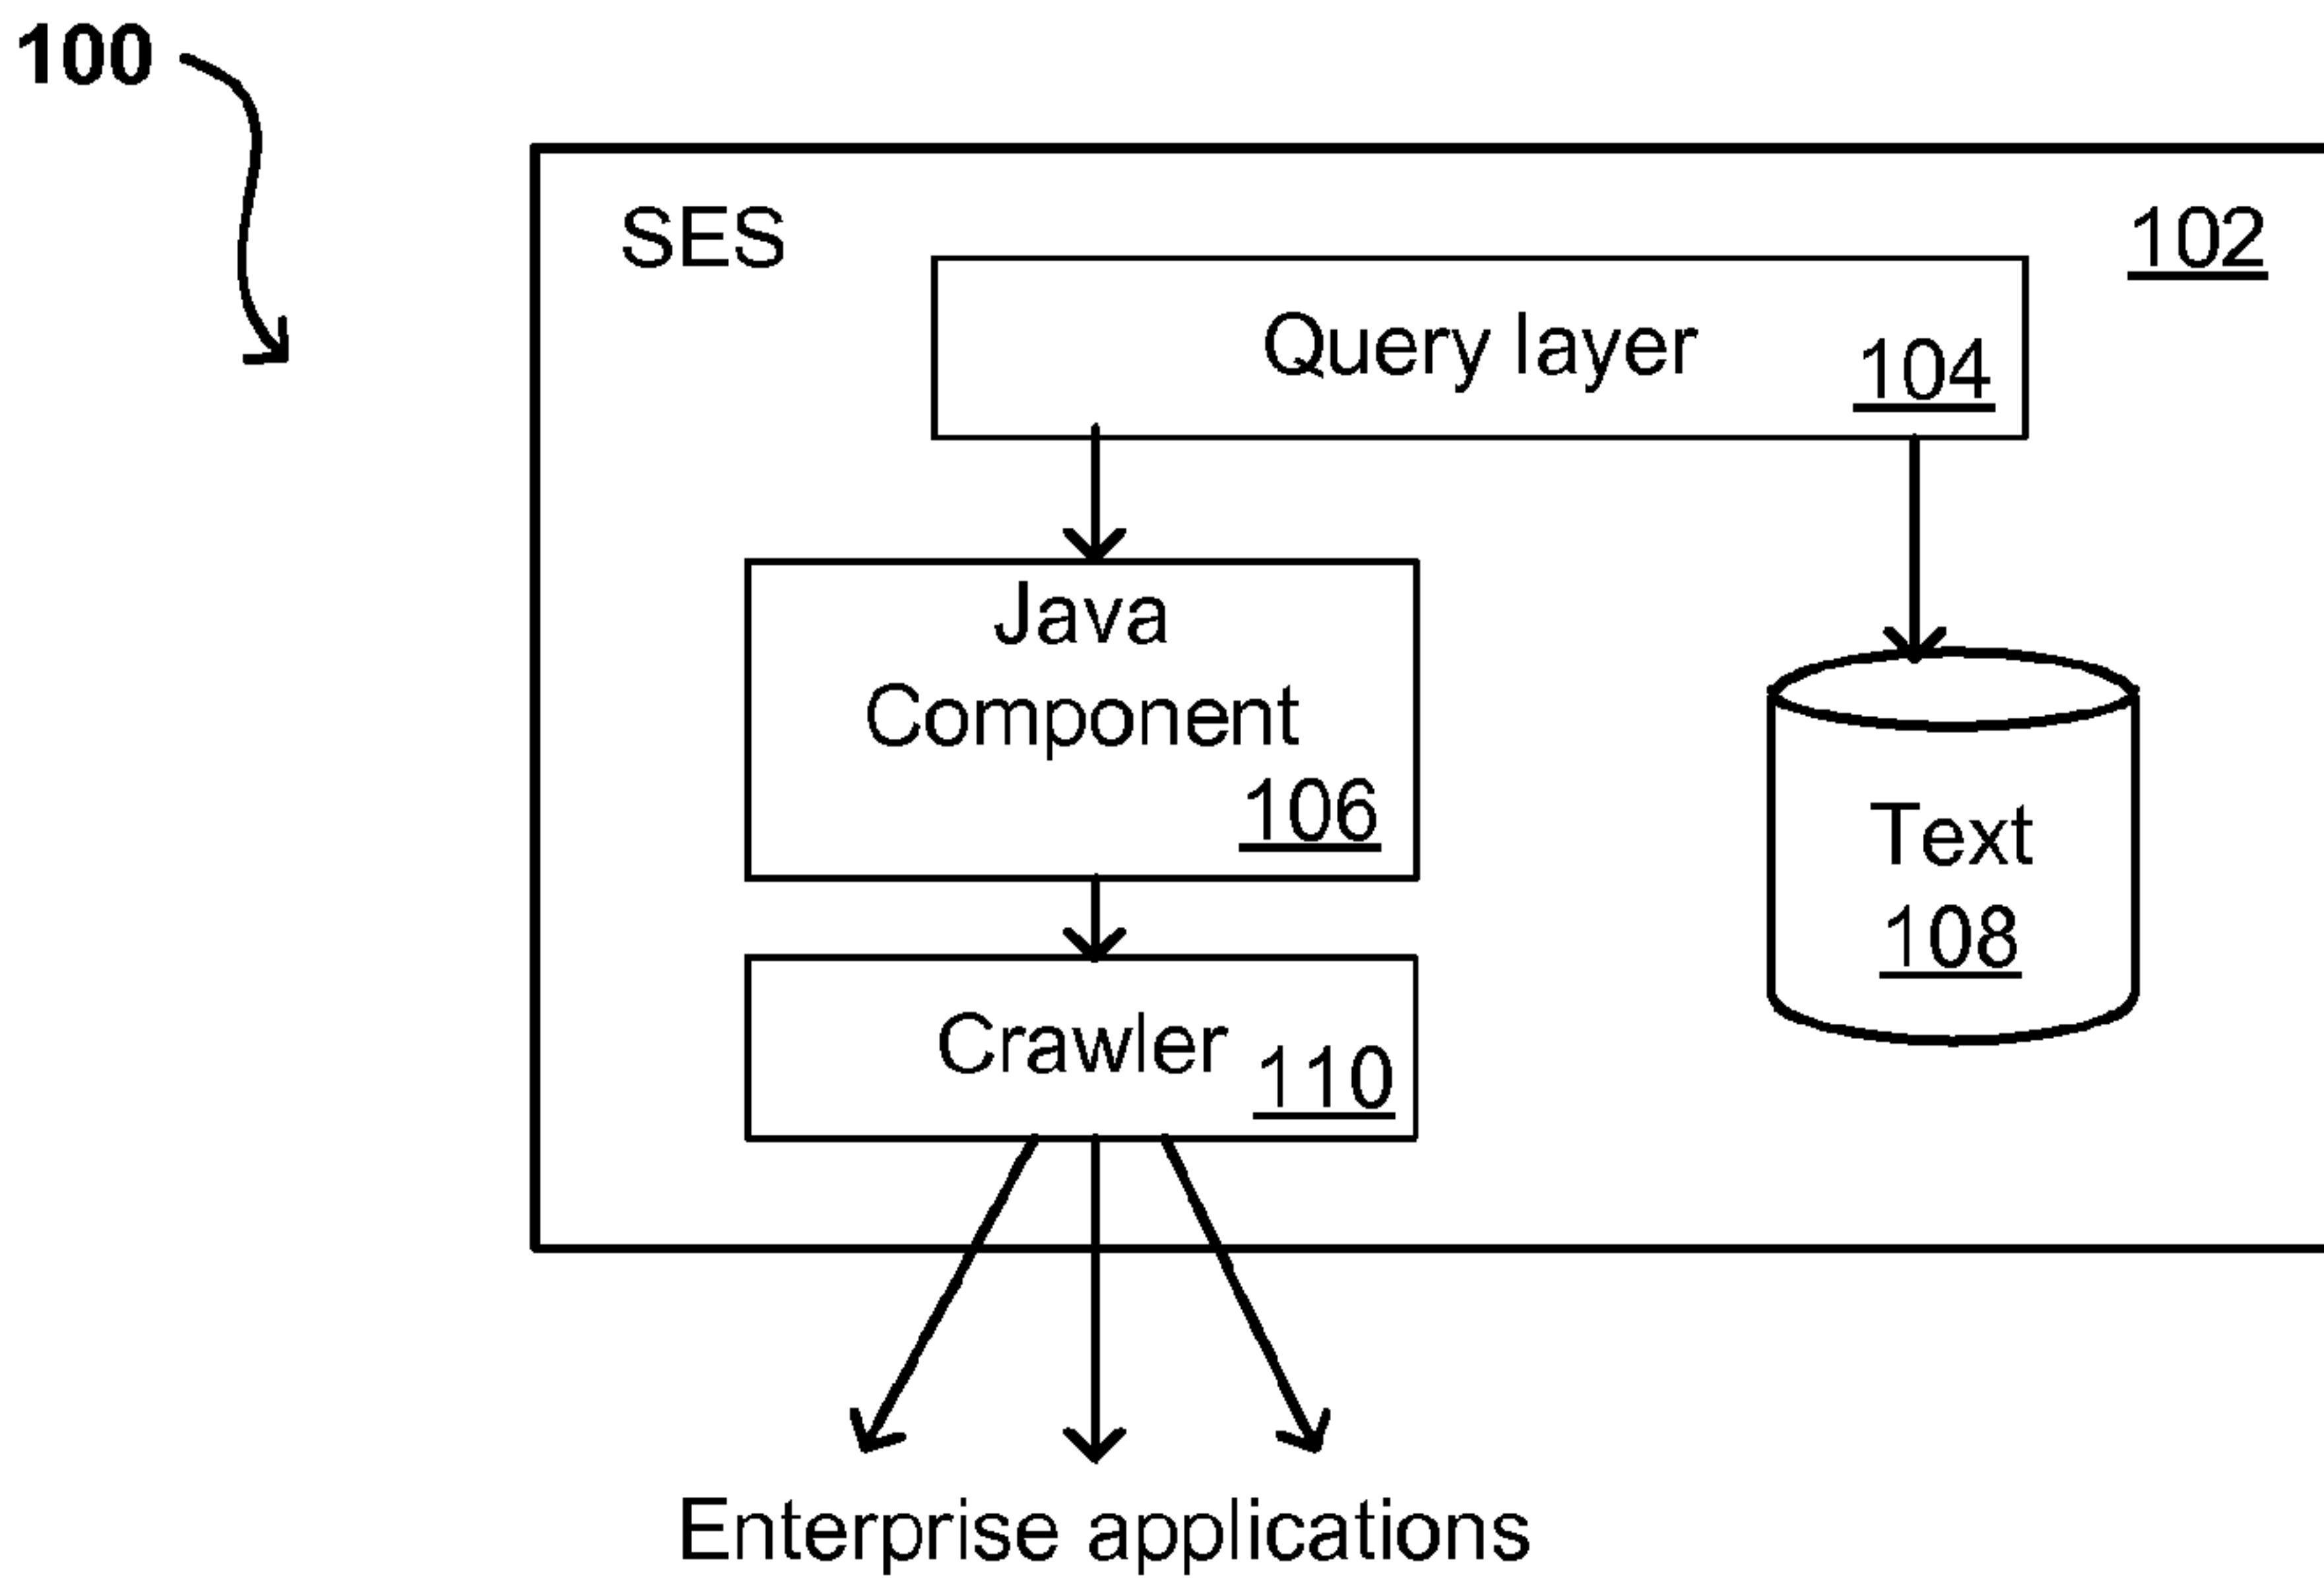 100
SES
102
Query layer
104
Java
Component
106
Text
108
Crawler
110
Enterprise applications